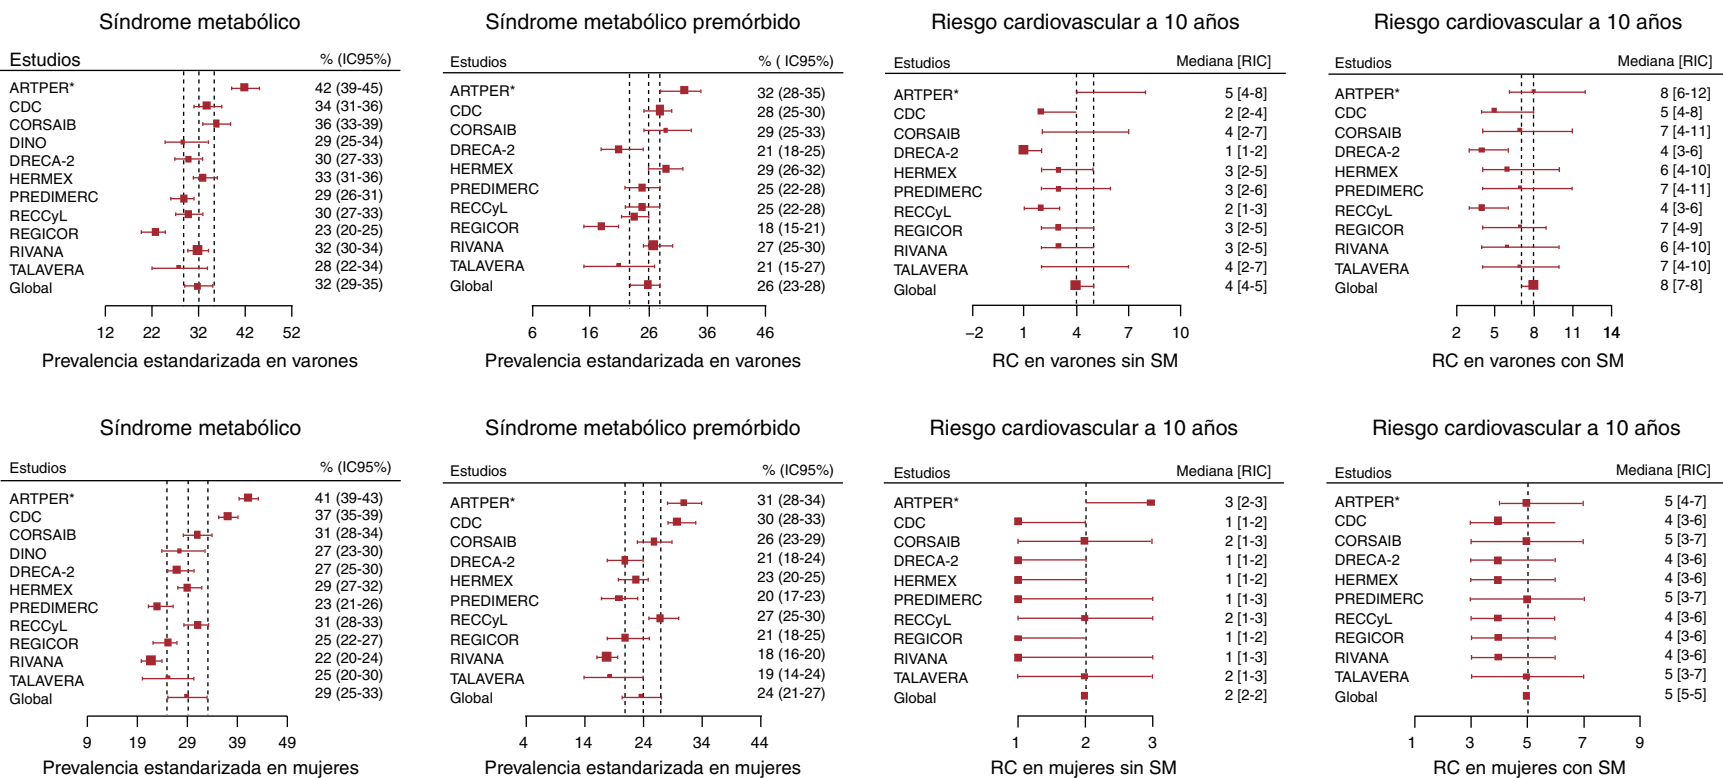 Síndrome metabólico
Estudios % (IC95%)
ARTPER* 42 (39-45)
CDC 34 (31-36)
CORSAIB 36 (33-39)
DINO 29 (25-34)
DRECA-2 30 (27-33)
HERMEX 33 (31-36)
PREDIMERC 29 (26-31)
RECCyL 30 (27-33)
REGICOR 23 (20-25)
RIVANA 32 (30-34)
TALAVERA 28 (22-34)
Global 32 (29-35)
12 22 32 42 52
Prevalencia estandarizada en varones
Síndrome metabólico premórbido
Estudios % ( IC95%)
ARTPER* 32 (28-35)
CDC 28 (25-30)
CORSAIB 29 (25-33)
DRECA-2 21 (18-25)
HERMEX 29 (26-32)
PREDIMERC 25 (22-28)
RECCyL 25 (22-28)
REGICOR 18 (15-21)
RIVANA 27 (25-30)
TALAVERA 21 (15-27)
Global 26 (23-28)
6 16 26 36 46
Prevalencia estandarizada en varones
Riesgo cardiovascular a 10 años
Estudios Mediana [RIC]
ARTPER* 5 [4-8]
CDC 2 [2-4]
CORSAIB 4 [2-7]
DRECA-2 1 [1-2]
HERMEX 3 [2-5]
PREDIMERC 3 [2-6]
RECCyL 2 [1-3]
REGICOR 3 [2-5]
RIVANA 3 [2-5]
TALAVERA 4 [2-7]
Global 4 [4-5]
−2 1 4 7 10
RC en varones sin SM
Riesgo cardiovascular a 10 años
Estudios Mediana [RIC]
ARTPER* 8 [6-12]
CDC 5 [4-8]
CORSAIB 7 [4-11]
DRECA-2 4 [3-6]
HERMEX 6 [4-10]
PREDIMERC 7 [4-11]
RECCyL 4 [3-6]
REGICOR 7 [4-9]
RIVANA 6 [4-10]
TALAVERA 7 [4-10]
Global 8 [7-8]
2 5 8 11 14
RC en varones con SM
Síndrome metabólico
Estudios % (IC95%)
ARTPER* 41 (39-43)
CDC 37 (35-39)
CORSAIB 31 (28-34)
DINO 27 (23-30)
DRECA-2 27 (25-30)
HERMEX 29 (27-32)
PREDIMERC 23 (21-26)
RECCyL 31 (28-33)
REGICOR 25 (22-27)
RIVANA 22 (20-24)
TALAVERA 25 (20-30)
Global 29 (25-33)
9 19 29 39 49
Prevalencia estandarizada en mujeres
Síndrome metabólico premórbido
Estudios % (IC95%)
ARTPER* 31 (28-34)
CDC 30 (28-33)
CORSAIB 26 (23-29)
DRECA-2 21 (18-24)
HERMEX 23 (20-25)
PREDIMERC 20 (17-23)
RECCyL 27 (25-30)
REGICOR 21 (18-25)
RIVANA 18 (16-20)
TALAVERA 19 (14-24)
Global 24 (21-27)
4 14 24 34 44
Prevalencia estandarizada en mujeres
Riesgo cardiovascular a 10 años
Estudios Mediana [RIC]
ARTPER* 3 [2-3]
CDC 1 [1-2]
CORSAIB 2 [1-3]
DRECA-2 1 [1-2]
HERMEX 1 [1-2]
PREDIMERC 1 [1-3]
RECCyL 2 [1-3]
REGICOR 1 [1-2]
RIVANA 1 [1-3]
TALAVERA 2 [1-3]
Global 2 [2-2]
1 2 3
RC en mujeres sin SM
Riesgo cardiovascular a 10 años
Estudios Mediana [RIC]
ARTPER* 5 [4-7]
CDC 4 [3-6]
CORSAIB 5 [3-7]
DRECA-2 4 [3-6]
HERMEX 4 [3-6]
PREDIMERC 5 [3-7]
RECCyL 4 [3-6]
REGICOR 4 [3-6]
RIVANA 4 [3-6]
TALAVERA 5 [3-7]
Global 5 [5-5]
1 3 5 7 9
RC en mujeres con SM